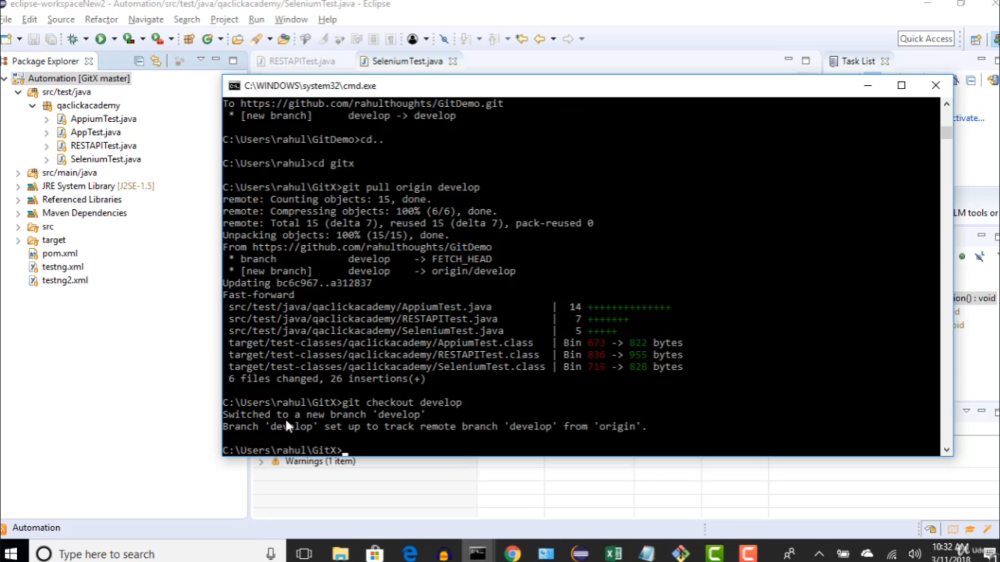 eclipse-workspaceNew2 - Automation/src/test/java/qaclickacademy/SeleniumTest.java - Eclipse
File Edit Source Refactor Navigate Search Project Run Window Help
Quick Access
Package Explorer
RESTAPITest.java
SeleniumTest.java
Task List
Automation [GitX master]
src/test/java
qaclickacademy
AppiumTest.java
AppTest.java
RESTAPITest.java
SeleniumTest.java
src/main/java
JRE System Library [J2SE-1.5]
Referenced Libraries
Maven Dependencies
src
target
pom.xml
testng.xml
testng2.xml
C:\WINDOWS\system32\cmd.exe
To https://github.com/rahulthoughts/GitDemo.git
* [new branch] develop -> develop
C:\Users\rahul\GitDemo>cd..
C:\Users\rahul>cd gitx
C:\Users\rahul\GitX>git pull origin develop
remote: Counting objects: 15, done.
remote: Compressing objects: 100% (6/6), done.
remote: Total 15 (delta 7), reused 15 (delta 7), pack-reused 0
Unpacking objects: 100% (15/15), done.
From https://github.com/rahulthoughts/GitDemo
* branch develop -> FETCH_HEAD
* [new branch] develop -> origin/develop
Updating bc6c967..a312837
Fast-forward
src/test/java/qaclickacademy/AppiumTest.java | 14 ++++++++++++++
src/test/java/qaclickacademy/RESTAPITest.java | 7 +++++++
src/test/java/qaclickacademy/SeleniumTest.java | 5 +++++
target/test-classes/qaclickacademy/AppiumTest.class | Bin 673 -> 822 bytes
target/test-classes/qaclickacademy/RESTAPITest.class | Bin 836 -> 955 bytes
target/test-classes/qaclickacademy/SeleniumTest.class | Bin 715 -> 828 bytes
6 files changed, 26 insertions(+)
C:\Users\rahul\GitX>git checkout develop
Switched to a new branch 'develop'
Branch 'develop' set up to track remote branch 'develop' from 'origin'.
C:\Users\rahul\GitX>
ctivate...
LM tools or
ion() : void
d
oid
Warnings (1 item)
Automation
Type here to search
10:32 AM
3/11/2018